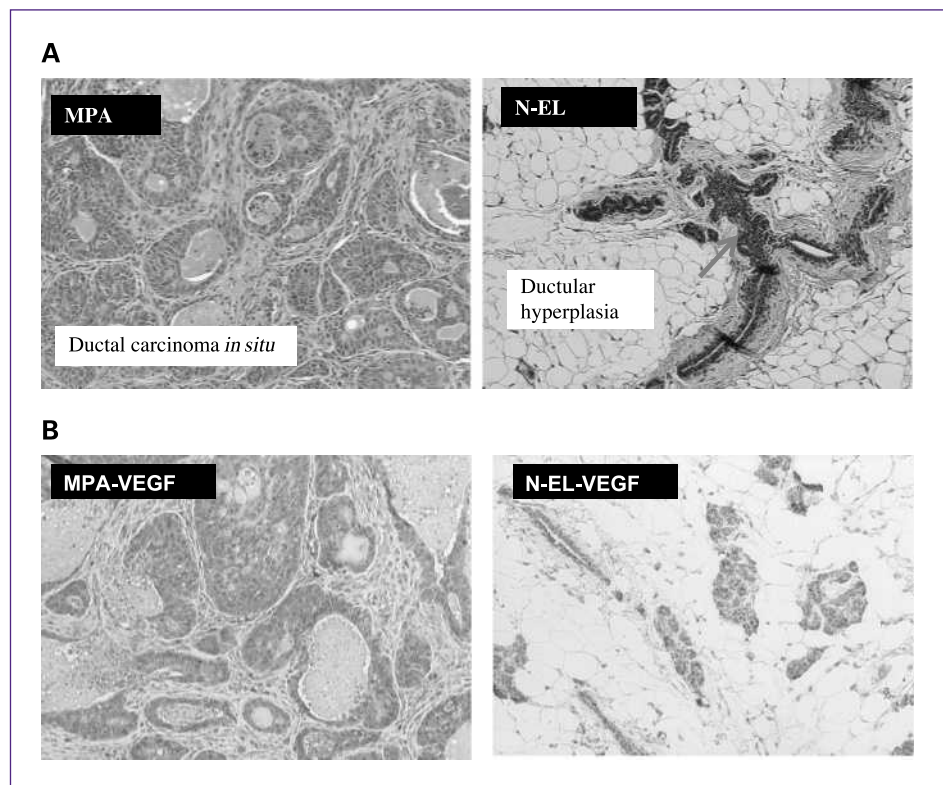 A
MPA
N-EL
Ductal carcinoma in situ
Ductular
hyperplasia
B
MPA-VEGF
N-EL-VEGF